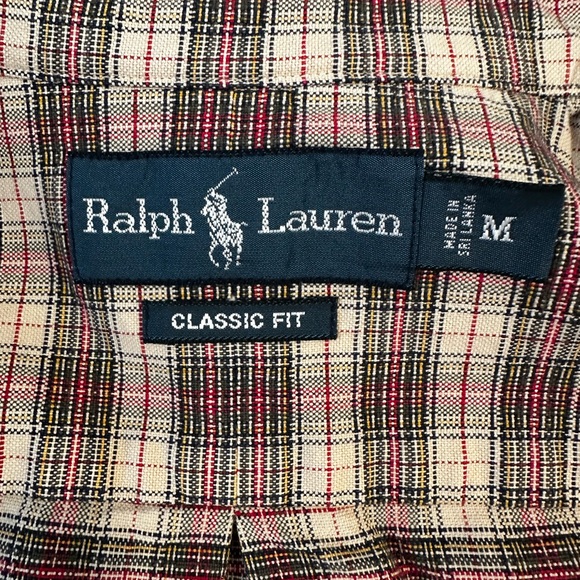 Ralph Lauren
MADE IN
SRI LANKA
M
CLASSIC FIT